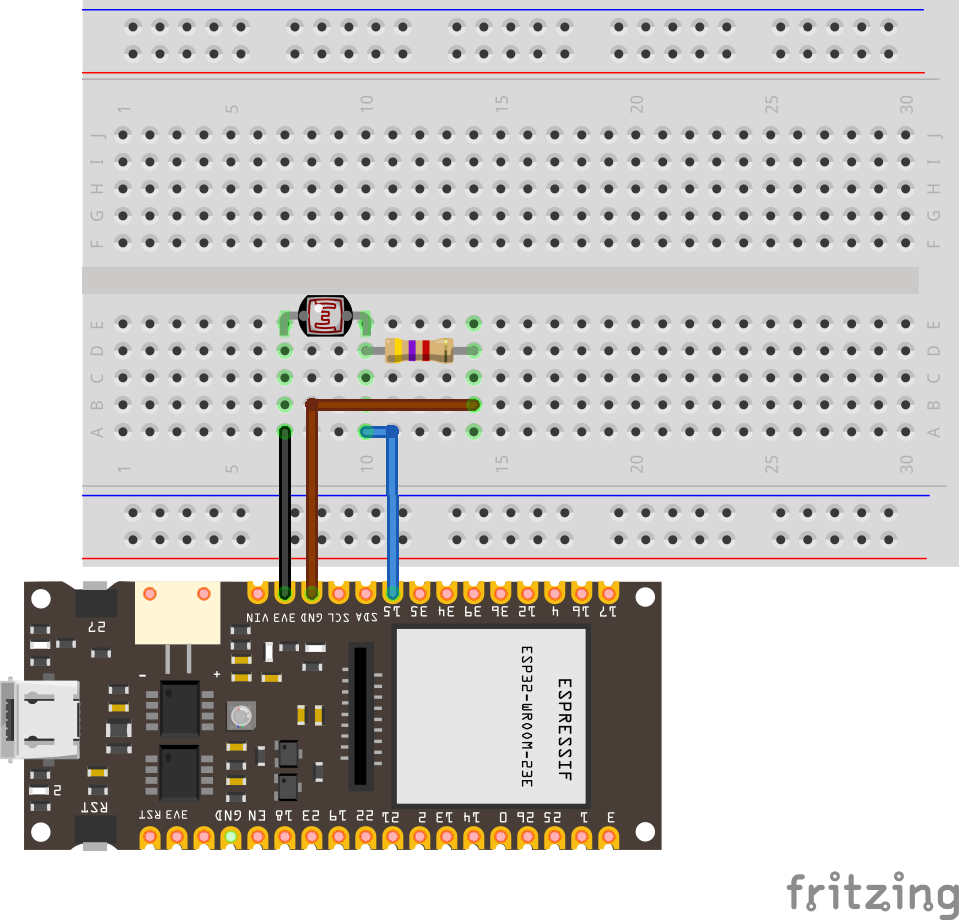 1 5 10 15 20 25 30
J J
I I
H H
G G
F F
E E
D D
C C
B B
A A
1 5 10 15 20 25 30
VIN 3V3 GND SCL SDA 15 35 34 39 36 12 4 16 17
27
- +
ESP32-WROOM-32E
ESPRESSIF
2
RST
RST 3V3 GND EN 18 23 19 22 21 2 13 14 0 26 25 1 3
fritzing